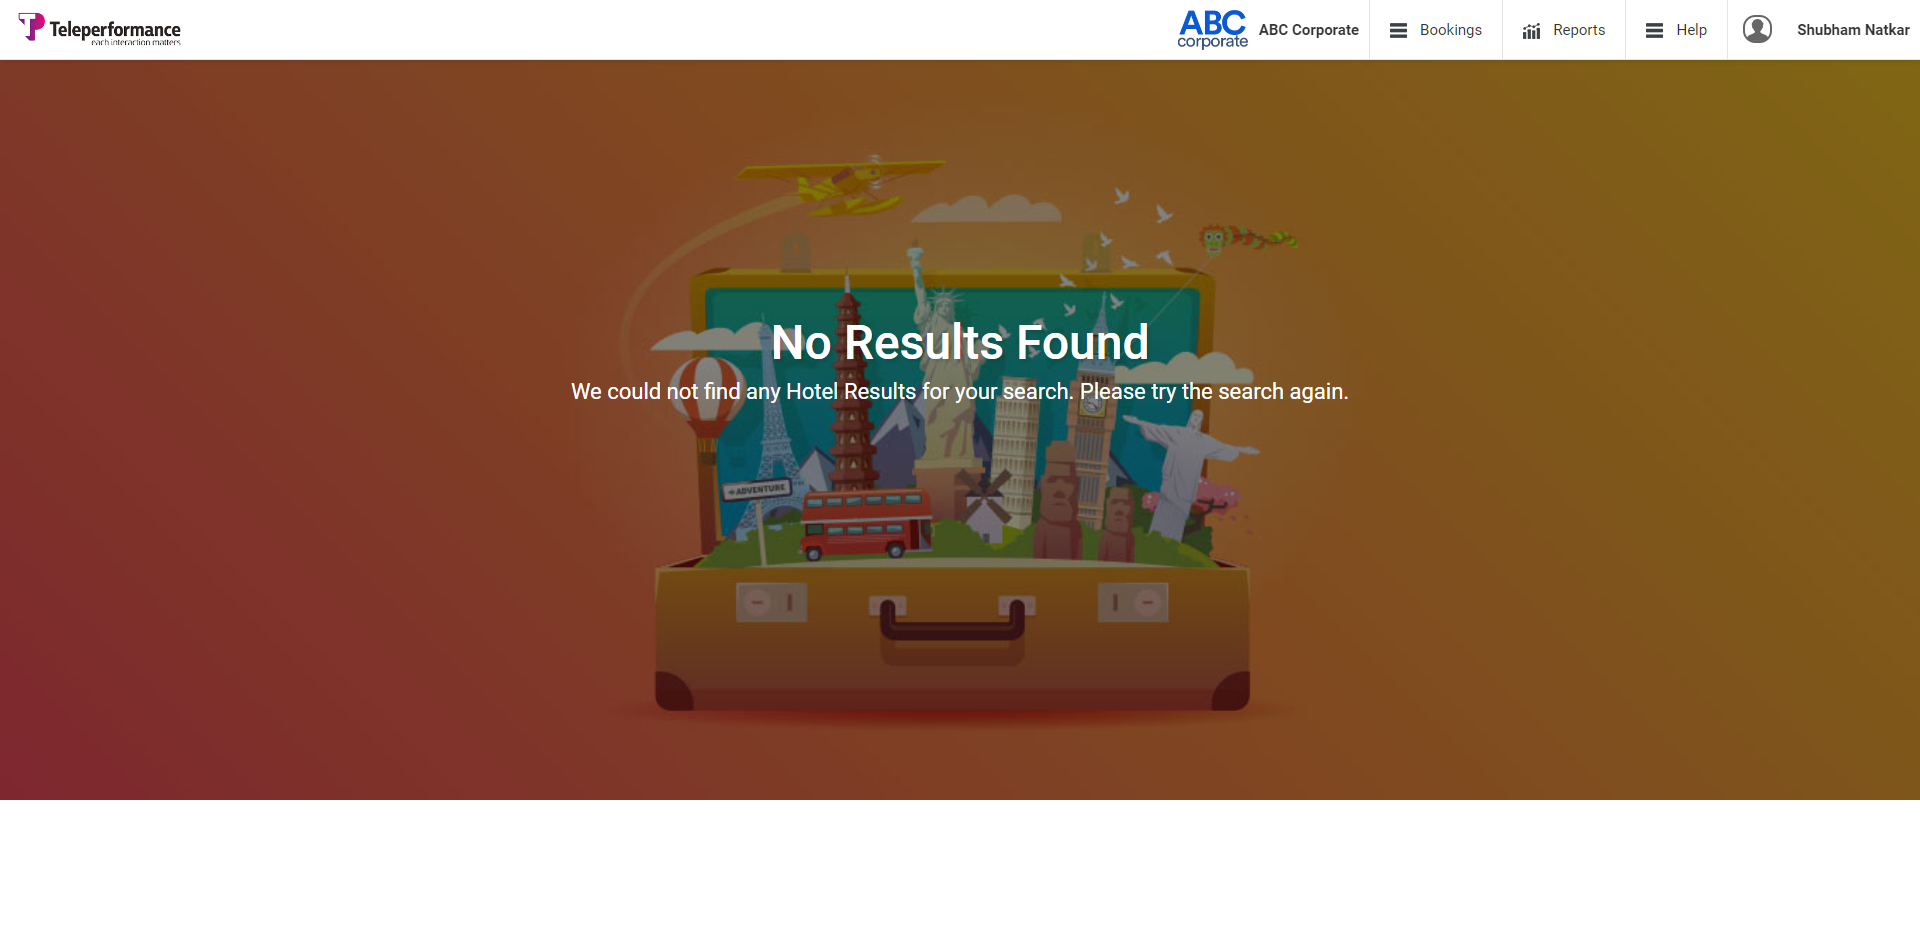 Teleperformance
each interaction matters
ABC
corporate
ABC Corporate
Bookings
Reports
Help
Shubham Natkar
No Results Found
We could not find any Hotel Results for your search. Please try the search again.
ADVENTURE